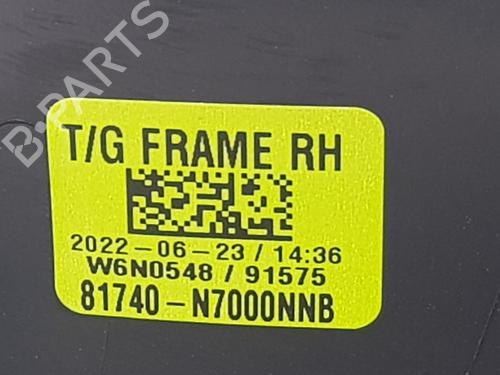 B-PARTS
T/G FRAME RH
2022-06-23 / 14:36
W6N0548 / 91575
81740-N7000NNB